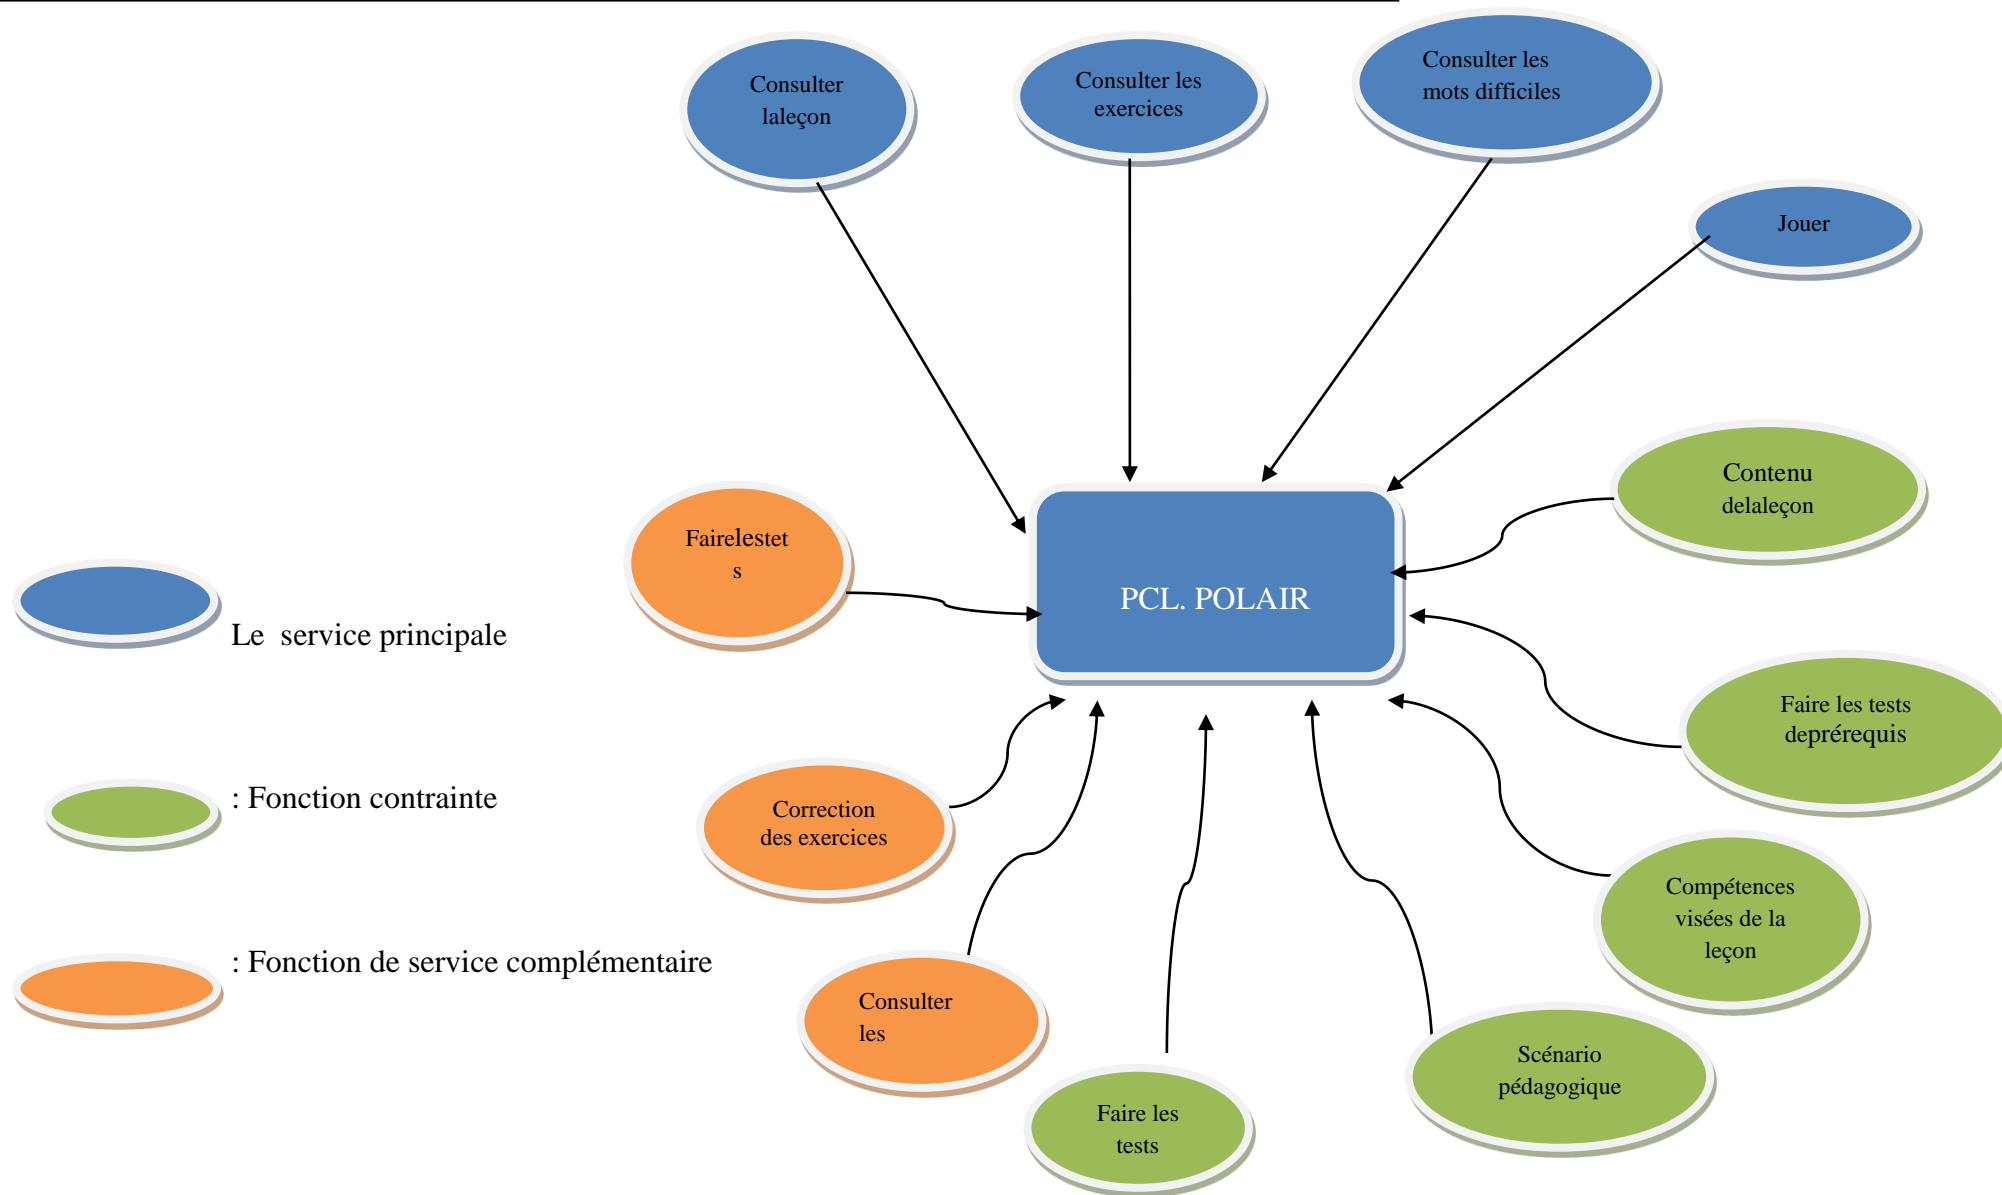 Consulter
laleçon
Consulter les
exercices
Consulter les
mots difficiles
Jouer
Contenu
delaleçon
Fairelestet
s
PCL. POLAIR
Le  service principale
Faire les tests
deprérequis
: Fonction contrainte
Correction
des exercices
Compétences
visées de la
leçon
: Fonction de service complémentaire
Consulter
les
Scénario
pédagogique
Faire les
tests